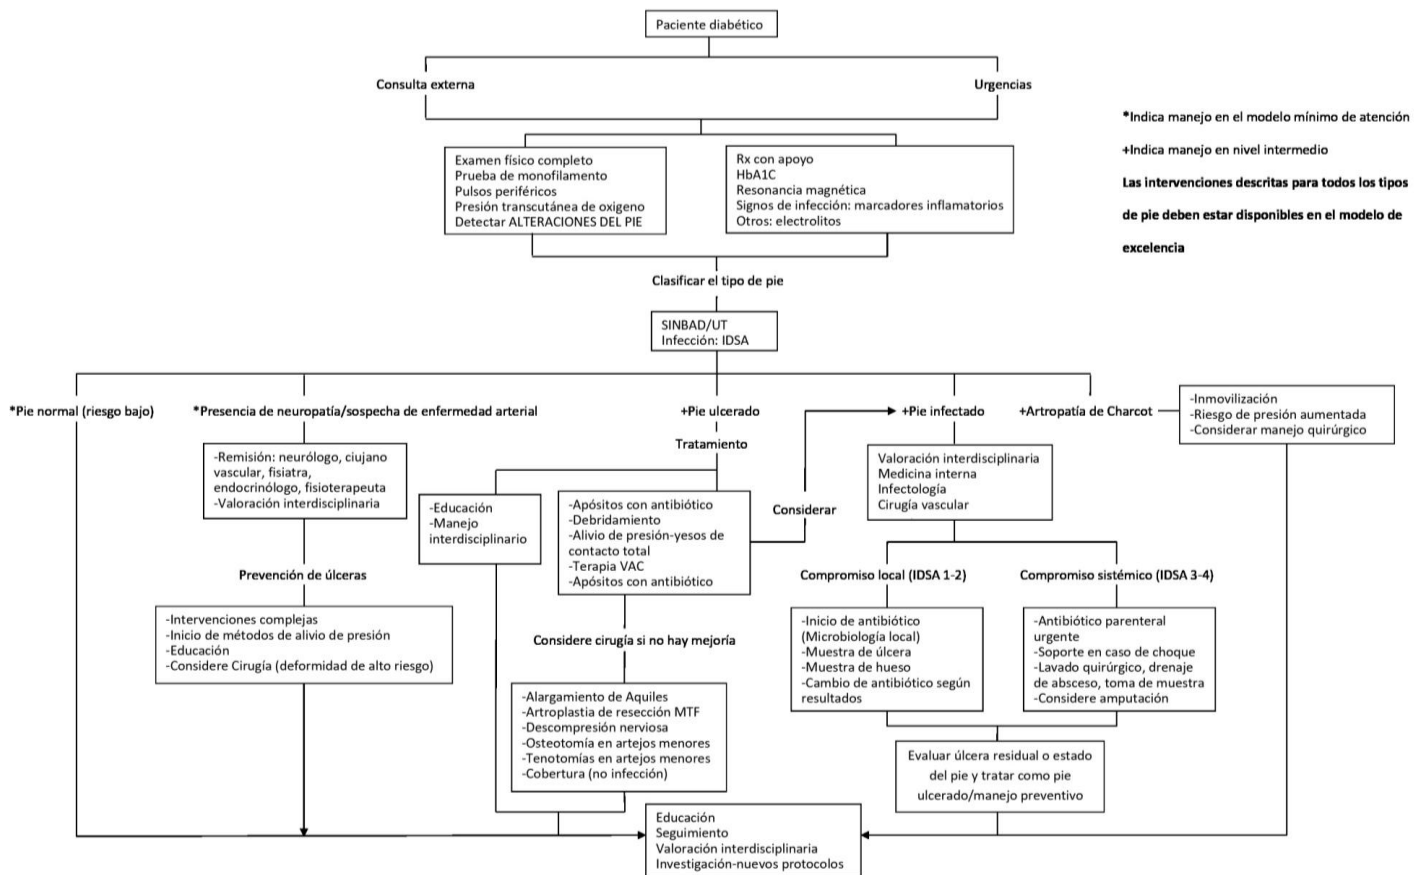 Paciente diabético
Consulta externa
Urgencias
*Indica manejo en el modelo mínimo de atención
+Indica manejo en nivel intermedio
Las intervenciones descritas para todos los tipos
de pie deben estar disponibles en el modelo de
excelencia
Examen físico completo
Prueba de monofilamento
Pulsos periféricos
Presión transcutánea de oxigeno
Detectar ALTERACIONES DEL PIE
Rx con apoyo
HbA1C
Resonancia magnética
Signos de infección: marcadores inflamatorios
Otros: electrolitos
Clasificar el tipo de pie
SINBAD/UT
Infección: IDSA
*Pie normal (riesgo bajo)
*Presencia de neuropatía/sospecha de enfermedad arterial
+Pie ulcerado
+Pie infectado
+Artropatía de Charcot
-Inmovilización
-Riesgo de presión aumentada
-Considerar manejo quirúrgico
-Remisión: neurólogo, ciujano
vascular, fisiatra,
endocrinólogo, fisioterapeuta
-Valoración interdisciplinaria
Prevención de úlceras
-Intervenciones complejas
-Inicio de métodos de alivio de presión
-Educación
-Considere Cirugía (deformidad de alto riesgo)
Tratamiento
-Educación
-Manejo
interdisciplinario
-Apósitos con antibiótico
-Debridamiento
-Alivio de presión-yesos de
contacto total
-Terapia VAC
-Apósitos con antibiótico
Considerar
Considere cirugía si no hay mejoría
-Alargamiento de Aquiles
-Artroplastia de resección MTF
-Descompresión nerviosa
-Osteotomía en artejos menores
-Tenotomías en artejos menores
-Cobertura (no infección)
Valoración interdisciplinaria
Medicina interna
Infectología
Cirugía vascular
Compromiso local (IDSA 1-2)
Compromiso sistémico (IDSA 3-4)
-Inicio de antibiótico
(Microbiología local)
-Muestra de úlcera
-Muestra de hueso
-Cambio de antibiótico según
resultados
-Antibiótico parenteral
urgente
-Soporte en caso de choque
-Lavado quirúrgico, drenaje
de absceso, toma de muestra
-Considere amputación
Evaluar úlcera residual o estado
del pie y tratar como pie
ulcerado/manejo preventivo
Educación
Seguimiento
Valoración interdisciplinaria
Investigación-nuevos protocolos